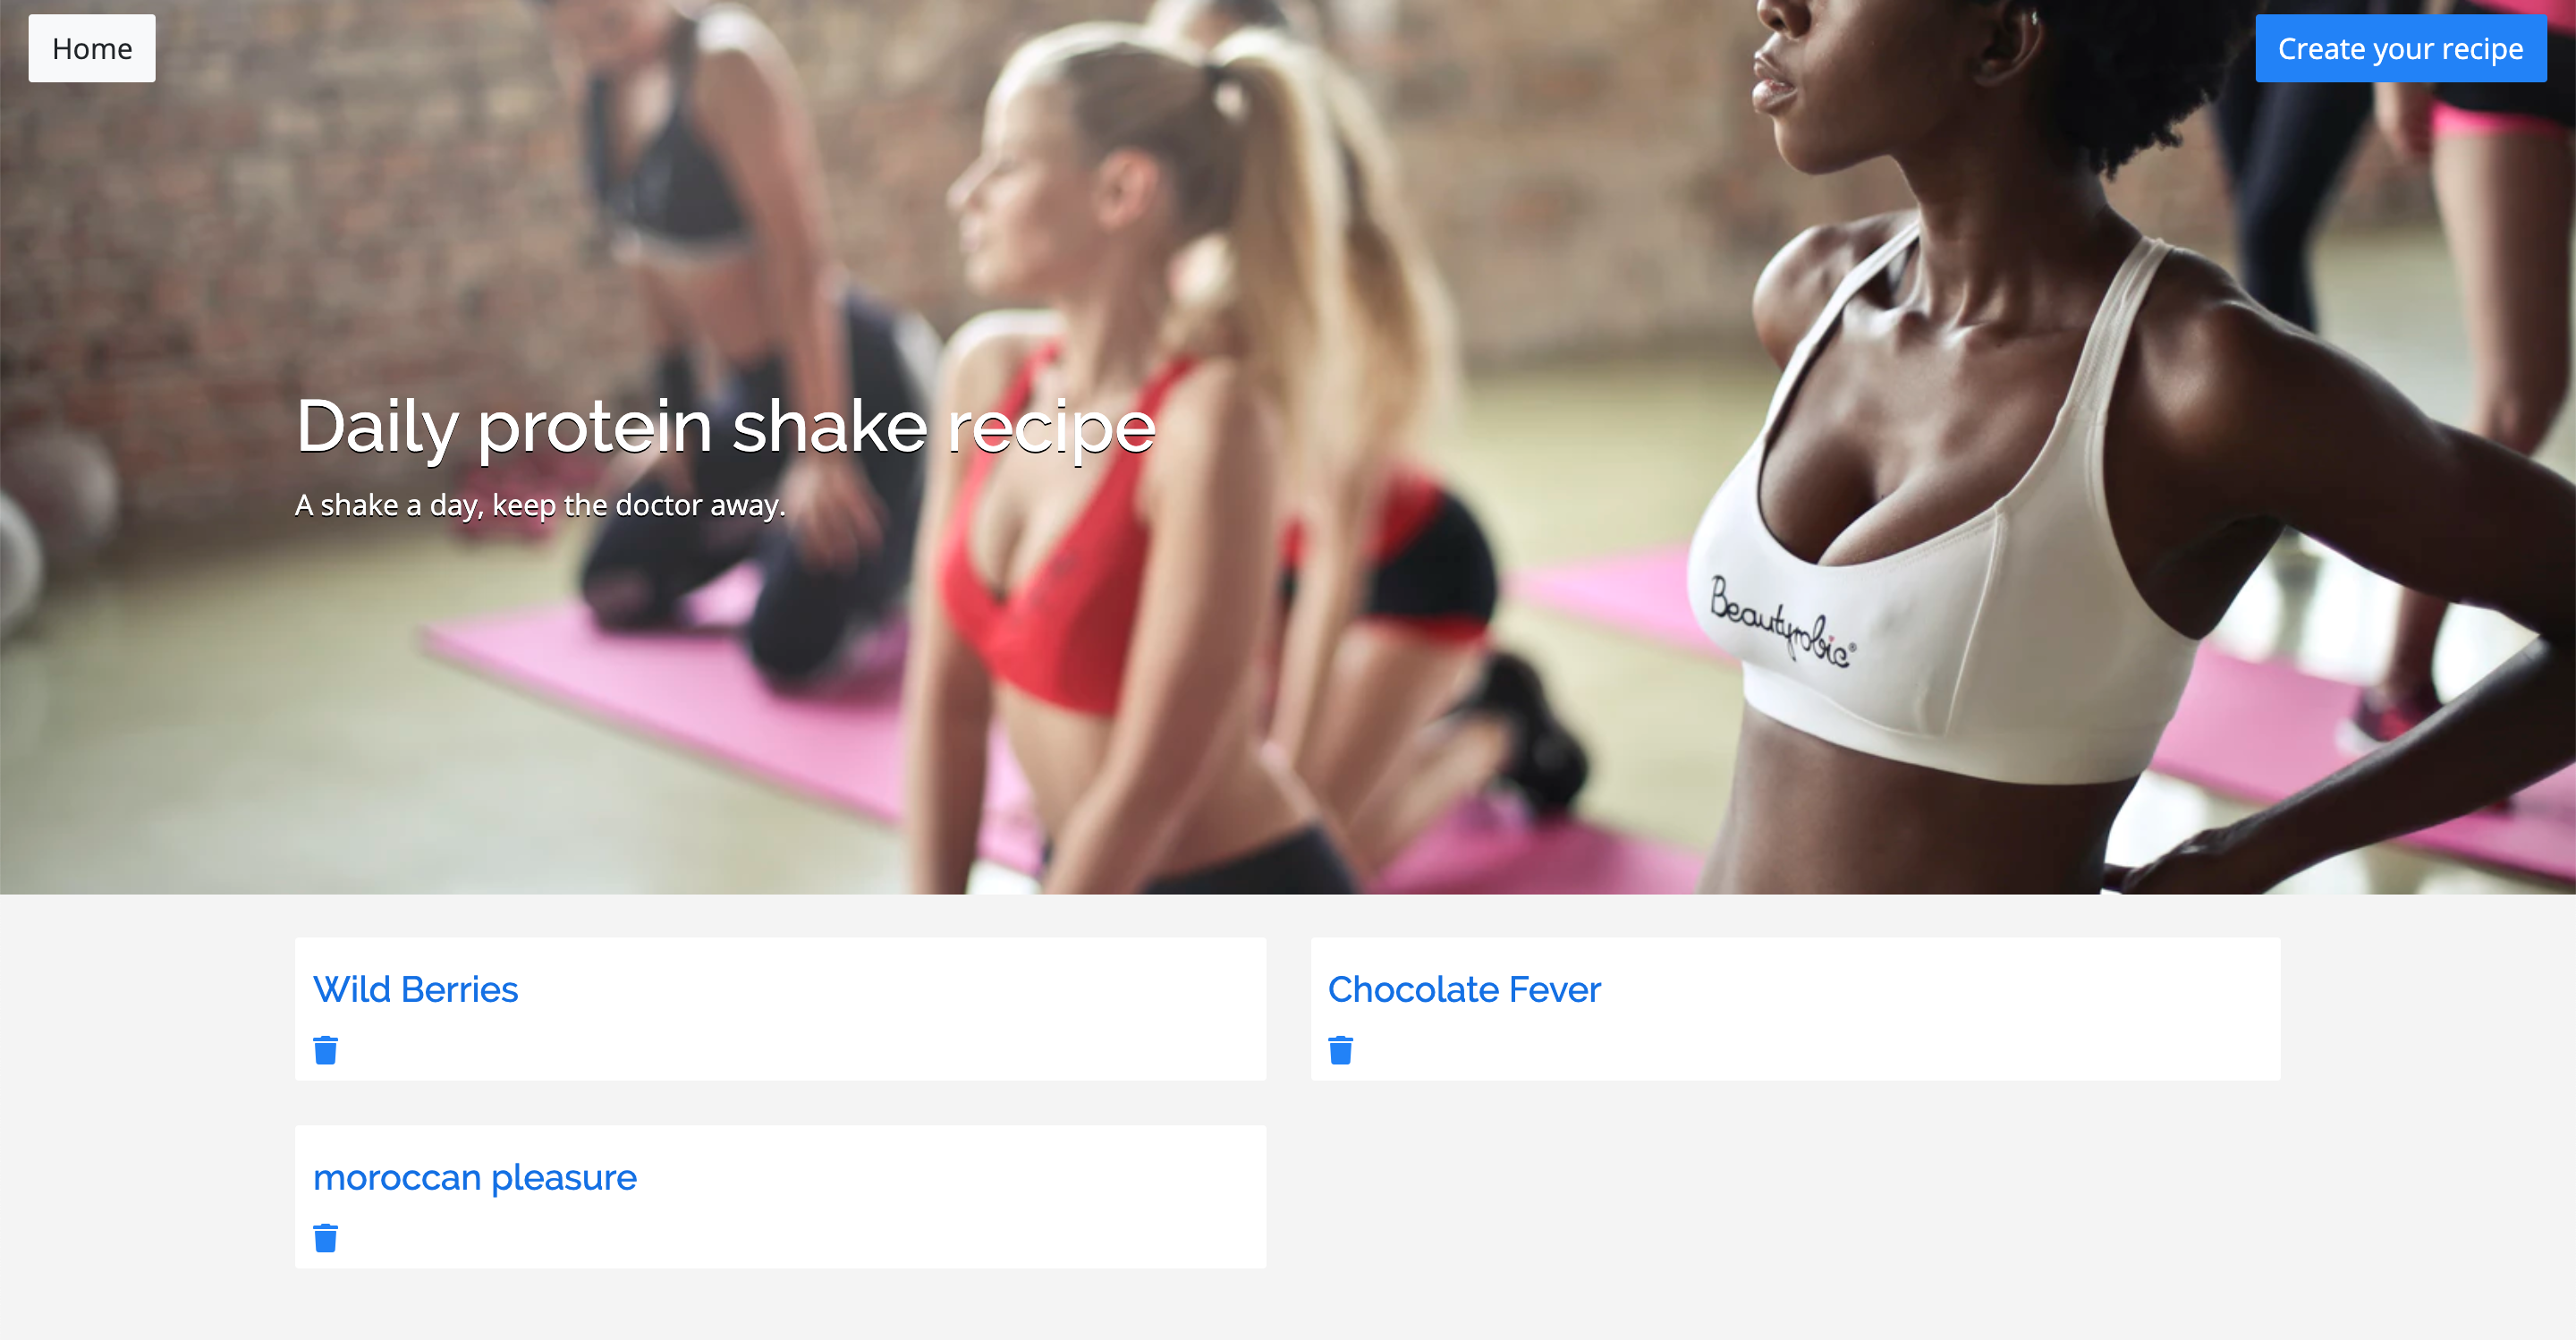 Home
Create your recipe
Daily protein shake recipe
A shake a day, keep the doctor away.
Beautyrobic®
Wild Berries
Chocolate Fever
moroccan pleasure